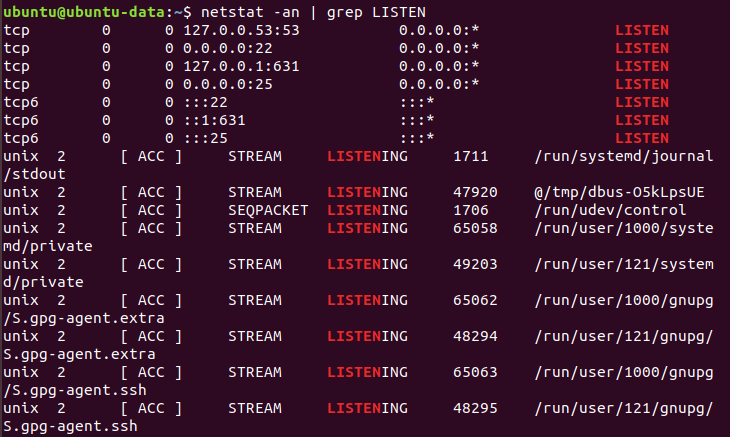 ubuntu@ubuntu-data:~$ netstat -an | grep LISTEN
tcp        0      0 127.0.0.53:53           0.0.0.0:*               LISTEN
tcp        0      0 0.0.0.0:22              0.0.0.0:*               LISTEN
tcp        0      0 127.0.0.1:631           0.0.0.0:*               LISTEN
tcp        0      0 0.0.0.0:25              0.0.0.0:*               LISTEN
tcp6       0      0 :::22                   :::*                    LISTEN
tcp6       0      0 ::1:631                 :::*                    LISTEN
tcp6       0      0 :::25                   :::*                    LISTEN
unix  2      [ ACC ]     STREAM     LISTENING     1711     /run/systemd/journal
/stdout
unix  2      [ ACC ]     STREAM     LISTENING     47920    @/tmp/dbus-O5kLpsUE
unix  2      [ ACC ]     SEQPACKET  LISTENING     1706     /run/udev/control
unix  2      [ ACC ]     STREAM     LISTENING     65058    /run/user/1000/syste
md/private
unix  2      [ ACC ]     STREAM     LISTENING     49203    /run/user/121/system
d/private
unix  2      [ ACC ]     STREAM     LISTENING     65062    /run/user/1000/gnupg
/S.gpg-agent.extra
unix  2      [ ACC ]     STREAM     LISTENING     48294    /run/user/121/gnupg/
S.gpg-agent.extra
unix  2      [ ACC ]     STREAM     LISTENING     65063    /run/user/1000/gnupg
/S.gpg-agent.ssh
unix  2      [ ACC ]     STREAM     LISTENING     48295    /run/user/121/gnupg/
S.gpg-agent.ssh